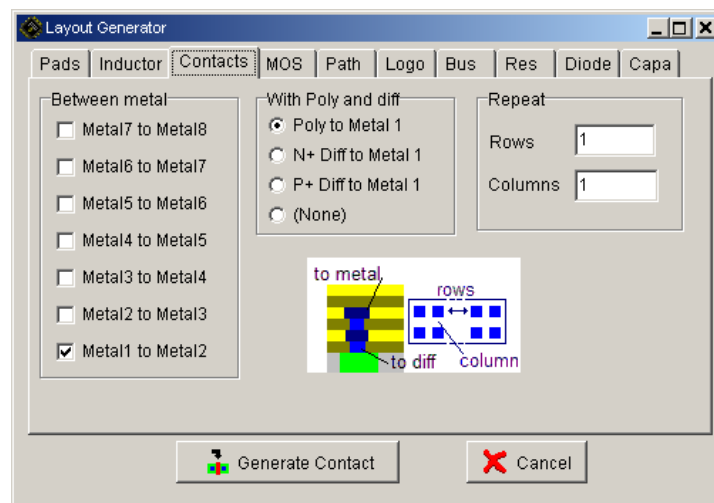 Layout Generator
Pads Inductor Contacts MOS Path Logo Bus Res Diode Capa
Between metal
Metal7 to Metal8
Metal6 to Metal7
Metal5 to Metal6
Metal4 to Metal5
Metal3 to Metal4
Metal2 to Metal3
Metal1 to Metal2
With Poly and diff
Poly to Metal 1
N+ Diff to Metal 1
P+ Diff to Metal 1
(None)
Repeat
Rows 1
Columns 1
to metal
rows
to diff
column
Generate Contact
Cancel